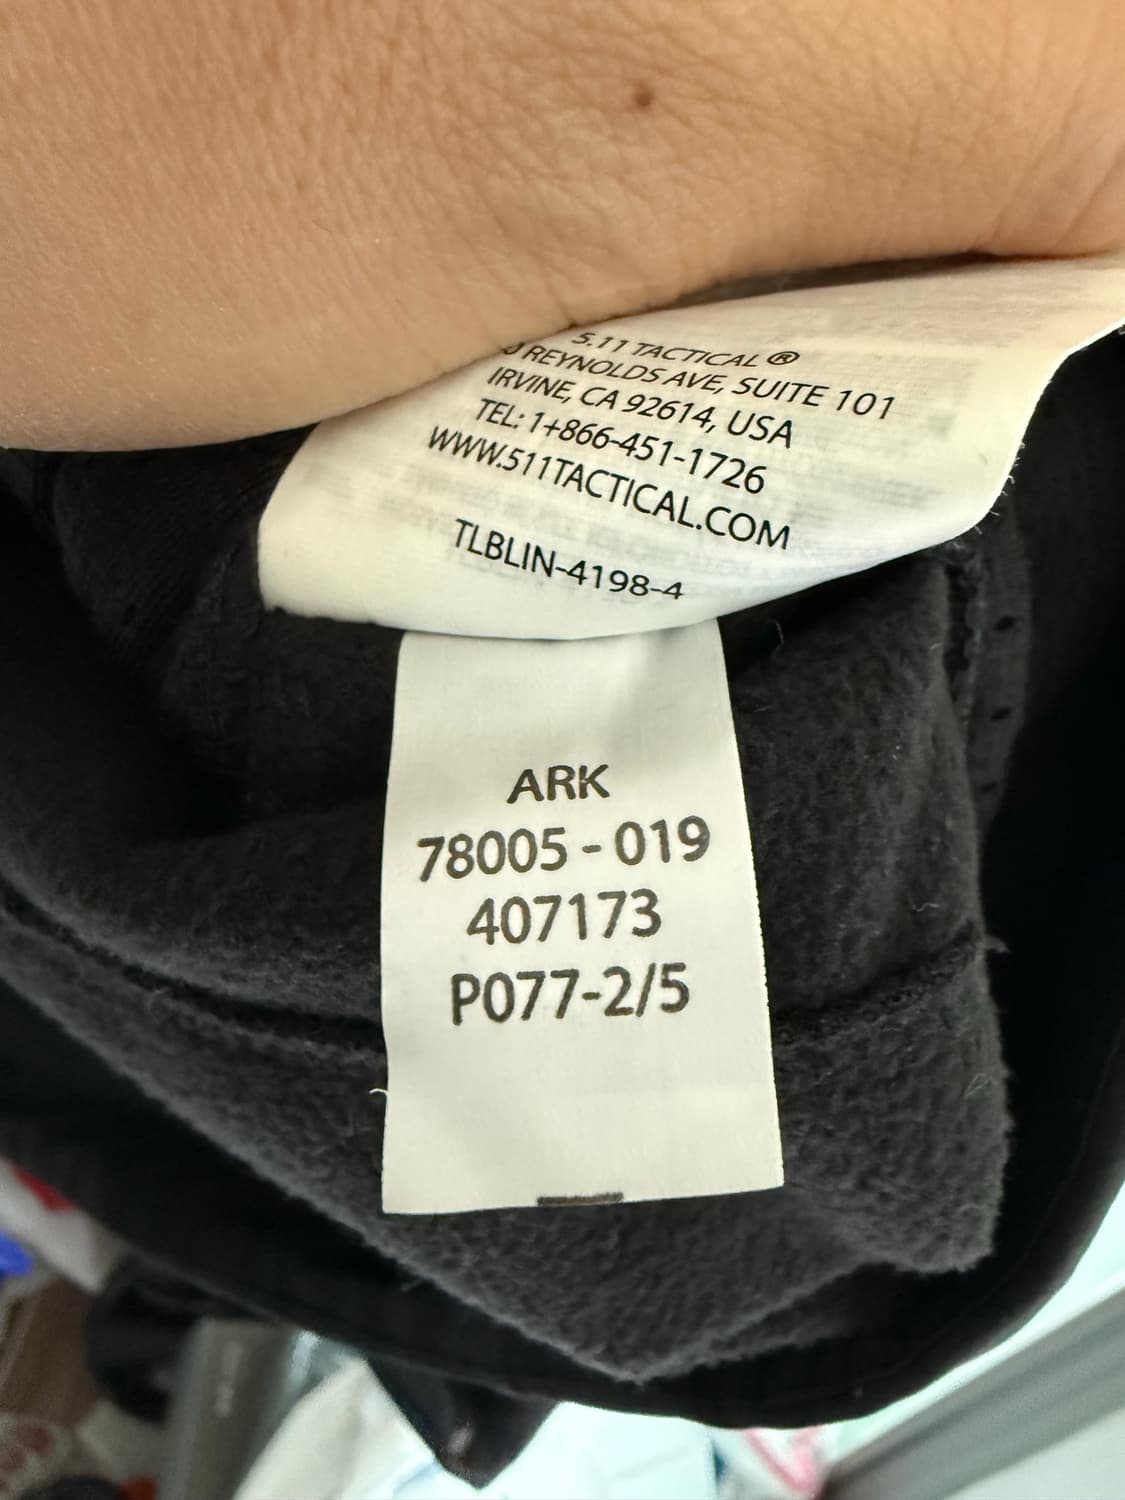 5.11 TACTICAL ®
REYNOLDS AVE, SUITE 101
IRVINE, CA 92614, USA
TEL: 1+866-451-1726
WWW.511TACTICAL.COM
TLBLIN-4198-4
ARK
78005 - 019
407173
P077-2/5